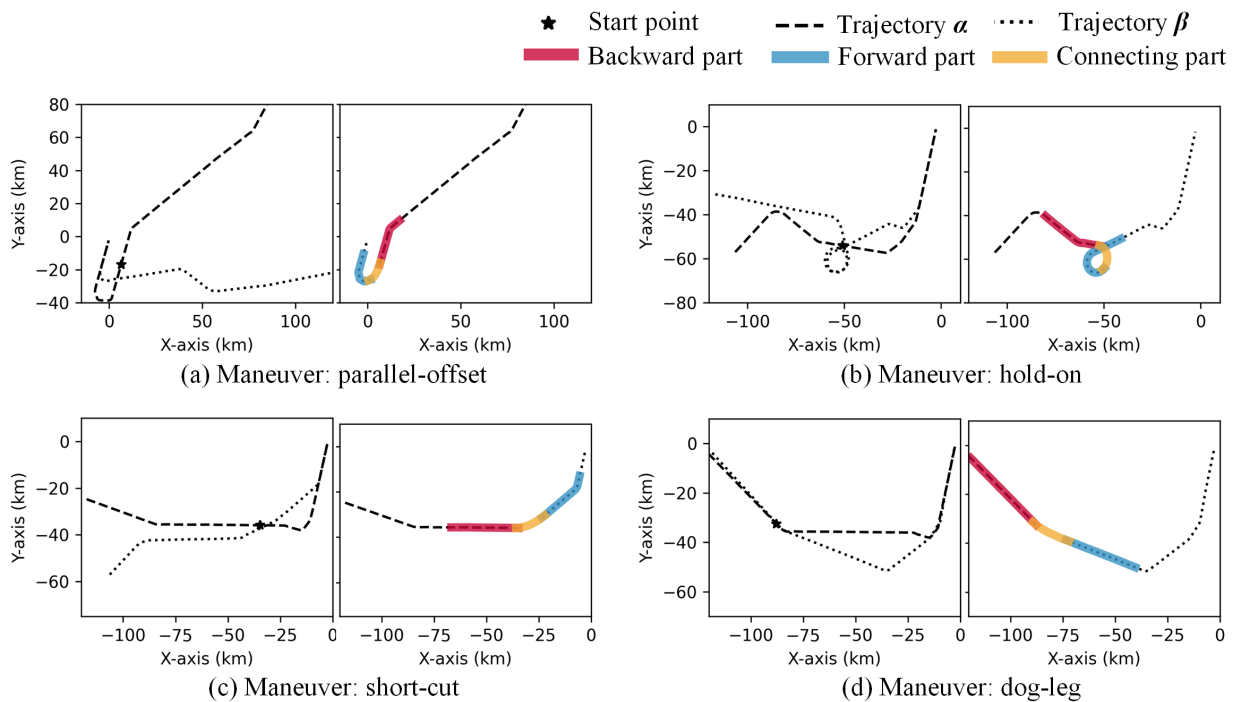 Start point
Trajectory α
Trajectory β
Backward part
Forward part
Connecting part
80
60
40
20
0
−20
−40
Y-axis (km)
0 50 100
X-axis (km)
0 50 100
X-axis (km)
(a) Maneuver: parallel-offset
0
−20
−40
−60
−80
Y-axis (km)
−100 −50 0
X-axis (km)
−100 −50 0
X-axis (km)
(b) Maneuver: hold-on
0
−20
−40
−60
Y-axis (km)
−100 −75 −50 −25 0
X-axis (km)
−100 −75 −50 −25 0
X-axis (km)
(c) Maneuver: short-cut
0
−20
−40
−60
Y-axis (km)
−100 −75 −50 −25 0
X-axis (km)
−100 −75 −50 −25 0
X-axis (km)
(d) Maneuver: dog-leg